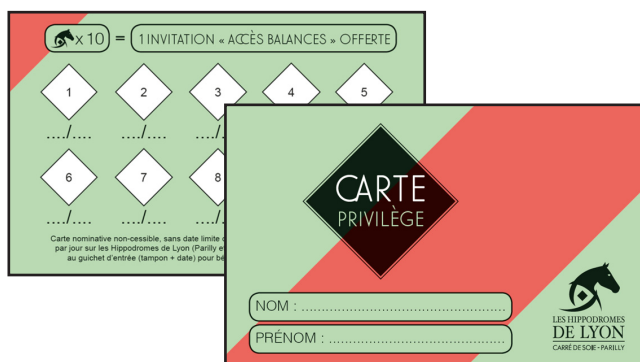 x 10 = 1 INVITATION « ACCÈS BALANCES » OFFERTE
1 2 3 4 5
..../.... ..../.... ..../....
6 7 8
..../.... ..../....
Carte nominative non-cessible, sans date limite
par jour sur les Hippodromes de Lyon (Parilly et
au guichet d'entrée (tampon + date) pour
CARTE
PRIVILÈGE
NOM : ....................................................
PRÉNOM : ............................................
LES HIPPODROMES
DE LYON
CARRÉ DE SOIE - PARILLY